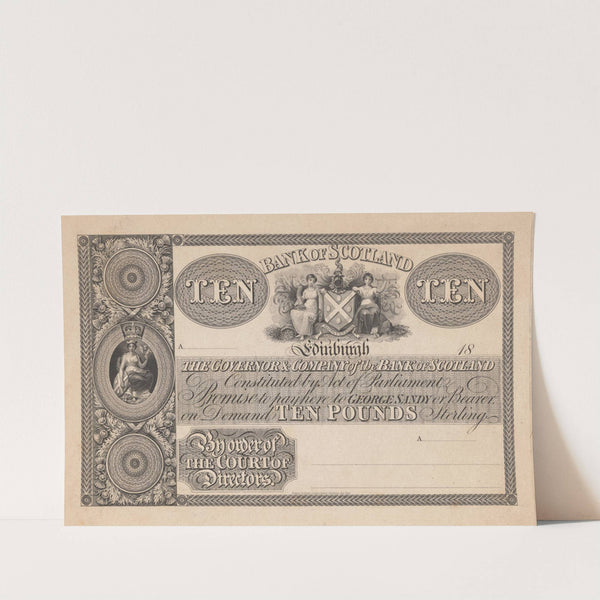 BANK OF SCOTLAND
TEN TEN
A
Edinburgh 18
THE GOVERNOR & COMPANY of the BANK of SCOTLAND
Constituted by Act of Parliament
Promise to pay here to GEORGE SANDY or Bearer
on Demand TEN POUNDS Sterling
A
By order of
THE COURT OF
Directors